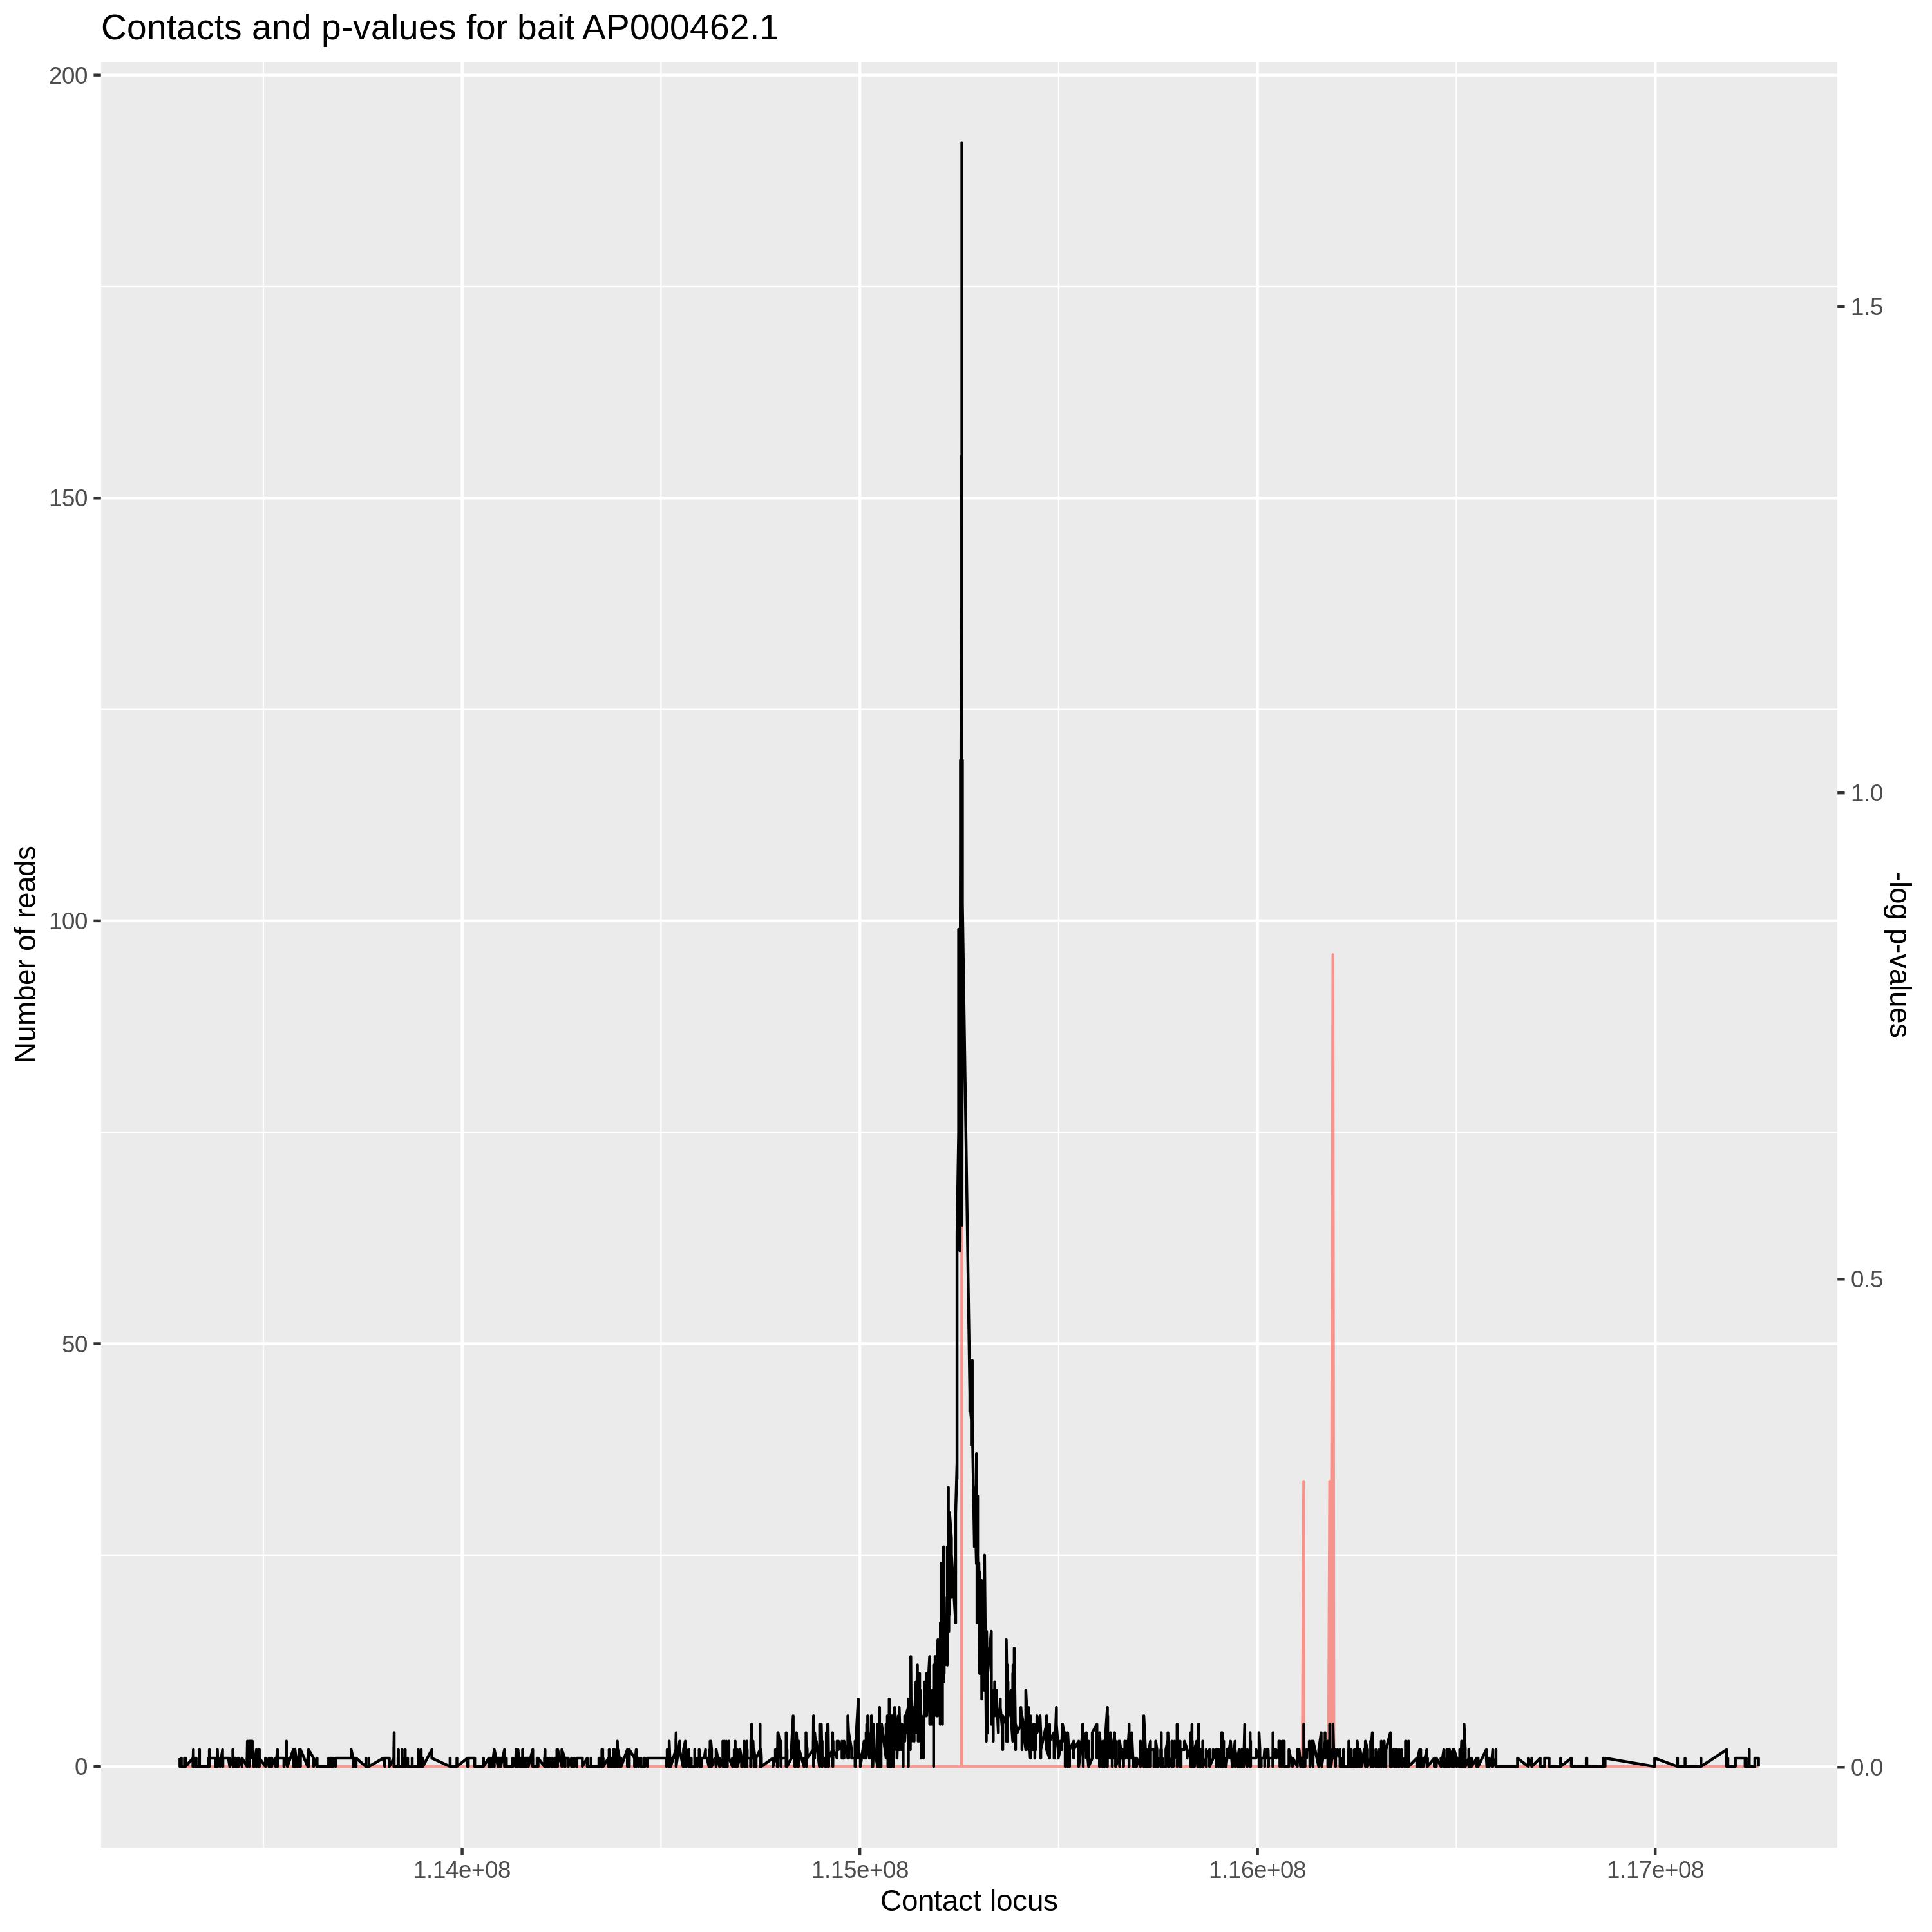 Contacts and p-values for bait AP000462.1
200
150
100
50
0
Number of reads
1.5
1.0
0.5
0.0
-log p-values
1.14e+08
1.15e+08
1.16e+08
1.17e+08
Contact locus